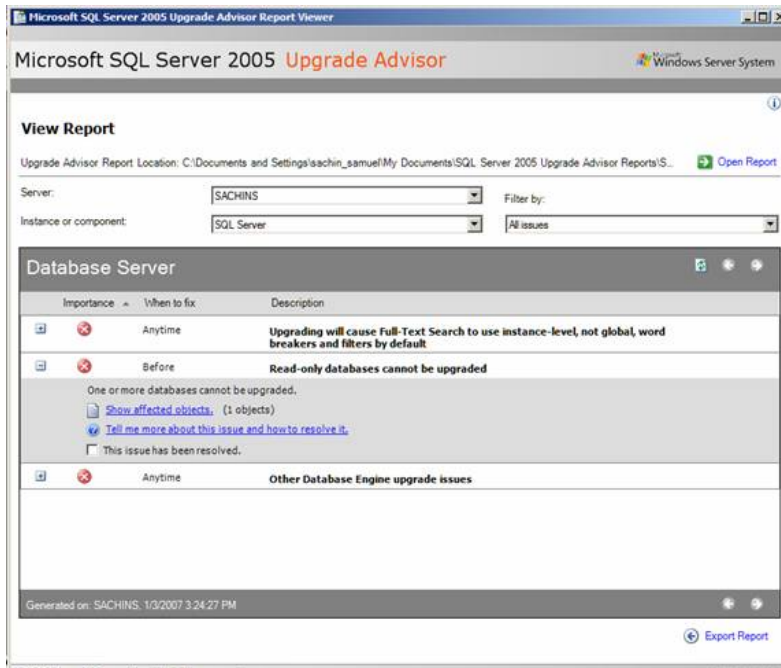 Microsoft SQL Server 2005 Upgrade Advisor Report Viewer
Microsoft SQL Server 2005 Upgrade Advisor
Microsoft
Windows Server System
View Report
Upgrade Advisor Report Location: C:\Documents and Settings\sachin_samuel\My Documents\SQL Server 2005 Upgrade Advisor Reports\S...
Open Report
Server:
SACHINS
Filter by:
Instance or component:
SQL Server
All issues
Database Server
Importance When to fix Description
Anytime Upgrading will cause Full-Text Search to use instance-level, not global, word
breakers and filters by default
Before Read-only databases cannot be upgraded
One or more databases cannot be upgraded.
Show affected objects. (1 objects)
Tell me more about this issue and how to resolve it.
This issue has been resolved.
Anytime Other Database Engine upgrade issues
Generated on: SACHINS, 1/3/2007 3:24:27 PM
Export Report